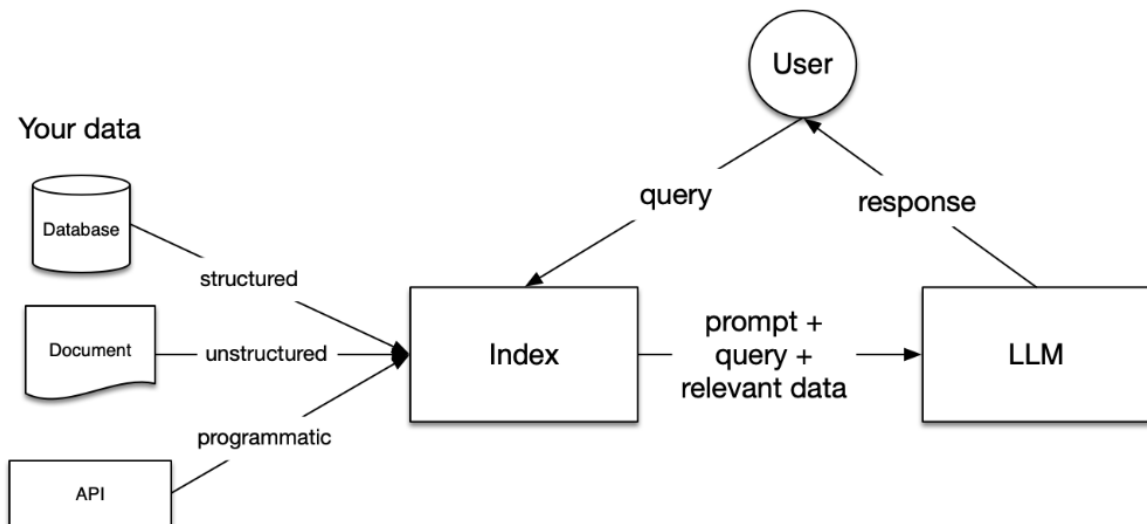 User
Your data
query
response
Database
structured
Document
unstructured
Index
prompt +
query +
relevant data
LLM
programmatic
API